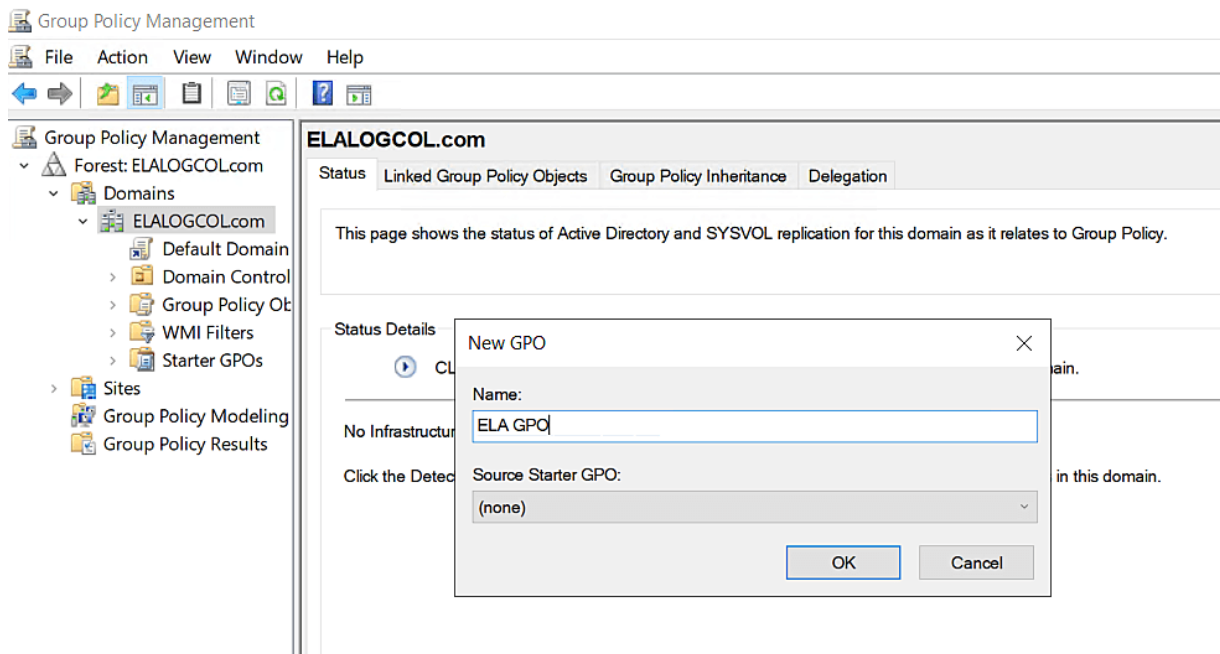 Group Policy Management
File Action View Window Help
Group Policy Management
Forest: ELALOGCOL.com
Domains
ELALOGCOL.com
Default Domain
Domain Control
Group Policy Ob
WMI Filters
Starter GPOs
Sites
Group Policy Modeling
Group Policy Results
ELALOGCOL.com
Status Linked Group Policy Objects Group Policy Inheritance Delegation
This page shows the status of Active Directory and SYSVOL replication for this domain as it relates to Group Policy.
Status Details
CL ain.
No Infrastructur
Click the Detec in this domain.
New GPO
Name:
ELA GPO
Source Starter GPO:
(none)
OK Cancel